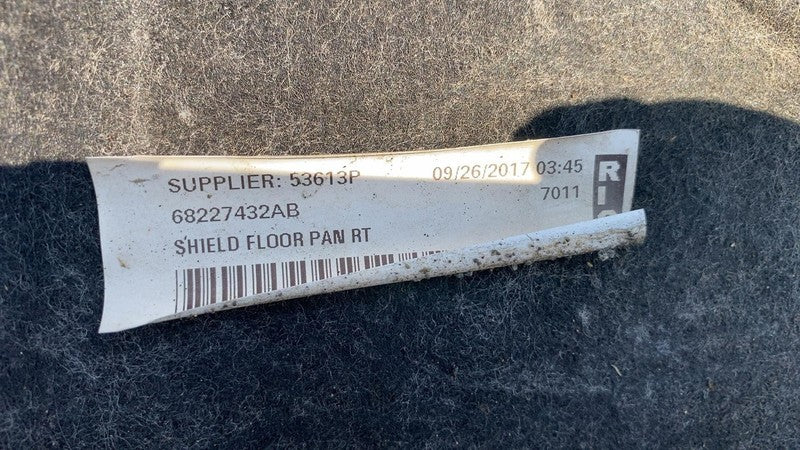 SUPPLIER: 53613P 09/26/2017 03:45
68227432AB 7011
SHIELD FLOOR PAN RT